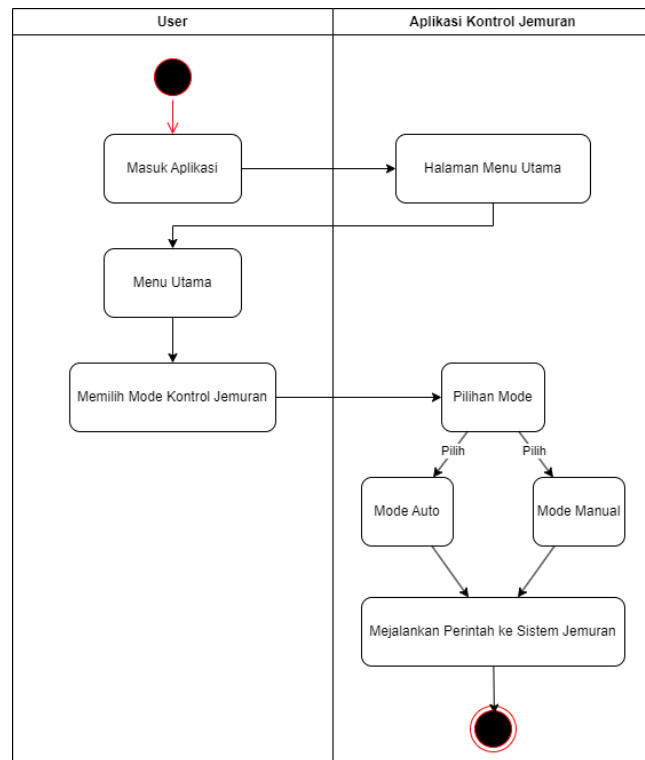 User
Aplikasi Kontrol Jemuran
Masuk Aplikasi
Halaman Menu Utama
Menu Utama
Memilih Mode Kontrol Jemuran
Pilihan Mode
Pilih
Pilih
Mode Auto
Mode Manual
Mejalankan Perintah ke Sistem Jemuran